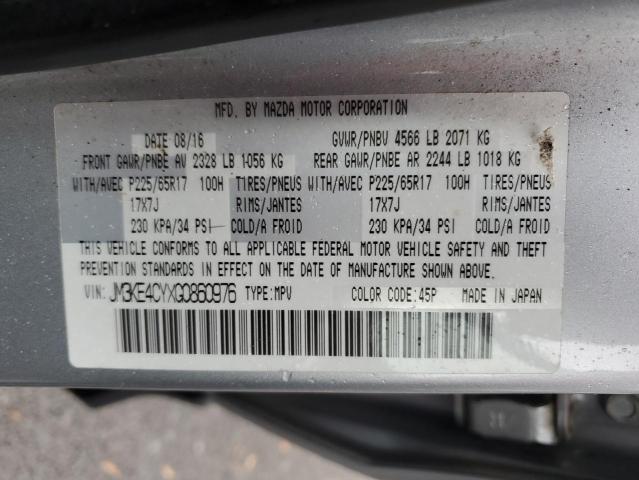 MFD. BY MAZDA MOTOR CORPORATION
DATE 08/16 GVWR/PNBV 4566 LB 2071 KG
FRONT GAWR/PNBE AV 2328 LB 1056 KG REAR GAWR/PNBE AR 2244 LB 1018 KG
WITH/AVEC P225/65R17 100H TIRES/PNEUS WITH/AVEC P225/65R17 100H TIRES/PNEUS
17X7J RIMS/JANTES 17X7J RIMS/JANTES
230 KPA/34 PSI COLD/A FROID 230 KPA/34 PSI COLD/A FROID
THIS VEHICLE CONFORMS TO ALL APPLICABLE FEDERAL MOTOR VEHICLE SAFETY AND THEFT
PREVENTION STANDARDS IN EFFECT ON THE DATE OF MANUFACTURE SHOWN ABOVE.
VIN: JM3KE4CYXG0860976 TYPE:MPV COLOR CODE:45P MADE IN JAPAN